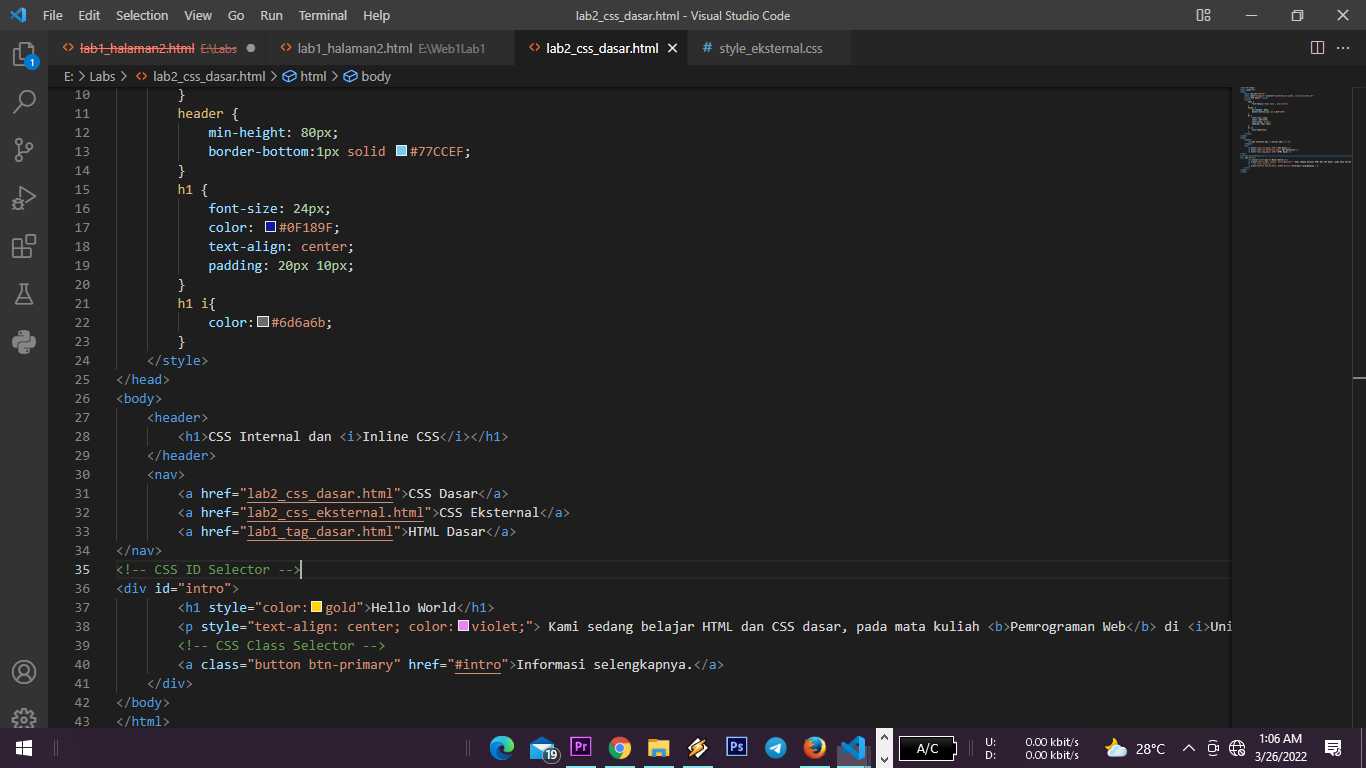 File Edit Selection View Go Run Terminal Help lab2_css_dasar.html - Visual Studio Code
lab1_halaman2.html E:\Labs lab1_halaman2.html E:\Web1\Lab1 lab2_css_dasar.html # style_eksternal.css
E: > Labs > lab2_css_dasar.html > html > body
10 }
11 header {
12 min-height: 80px;
13 border-bottom:1px solid #77CCEF;
14 }
15 h1 {
16 font-size: 24px;
17 color: #0F189F;
18 text-align: center;
19 padding: 20px 10px;
20 }
21 h1 i{
22 color:#6d6a6b;
23 }
24 </style>
25 </head>
26 <body>
27 <header>
28 <h1>CSS Internal dan <i>Inline CSS</i></h1>
29 </header>
30 <nav>
31 <a href="lab2_css_dasar.html">CSS Dasar</a>
32 <a href="lab2_css_eksternal.html">CSS Eksternal</a>
33 <a href="lab1_tag_dasar.html">HTML Dasar</a>
34 </nav>
35 <!-- CSS ID Selector -->
36 <div id="intro">
37 <h1 style="color:gold">Hello World</h1>
38 <p style="text-align: center; color:violet;"> Kami sedang belajar HTML dan CSS dasar, pada mata kuliah <b>Pemrograman Web</b> di <i>Uni
39 <!-- CSS Class Selector -->
40 <a class="button btn-primary" href="#intro">Informasi selengkapnya.</a>
41 </div>
42 </body>
43 </html>
1
19
Pr
Ps
A/C
U: 0.00 kbit/s
D: 0.00 kbit/s
28°C
1:06 AM
3/26/2022